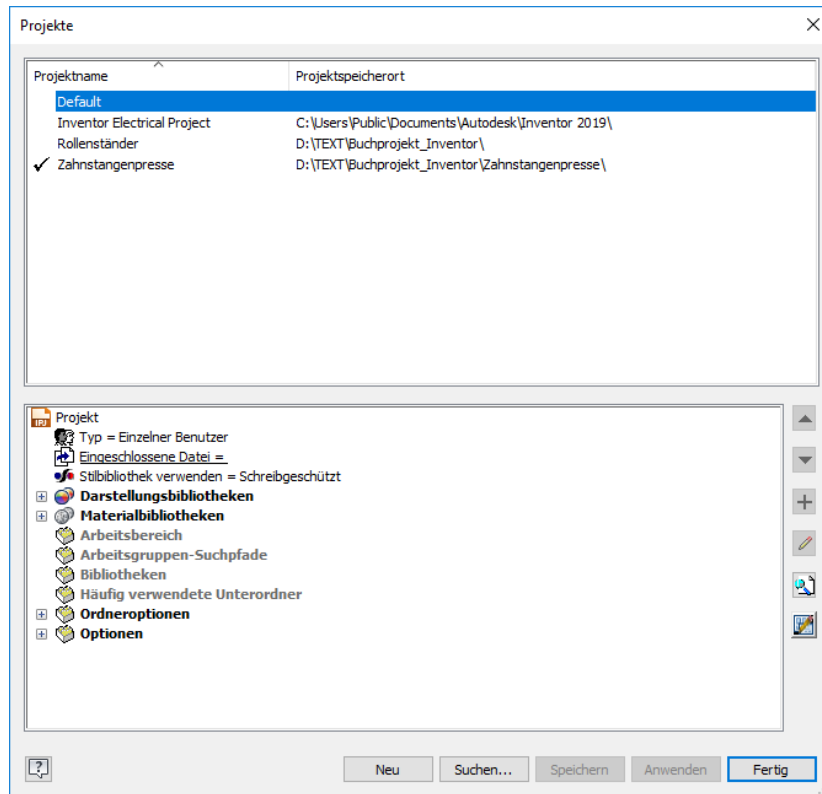 Projekte
Projektname Projektspeicherort
Default
Inventor Electrical Project C:\Users\Public\Documents\Autodesk\Inventor 2019\
Rollenständer D:\TEXT\Buchprojekt_Inventor\
Zahnstangenpresse D:\TEXT\Buchprojekt_Inventor\Zahnstangenpresse\
IPJ Projekt
Typ = Einzelner Benutzer
Eingeschlossene Datei =
Stilbibliothek verwenden = Schreibgeschützt
Darstellungsbibliotheken
Materialbibliotheken
Arbeitsbereich
Arbeitsgruppen-Suchpfade
Bibliotheken
Häufig verwendete Unterordner
Ordneroptionen
Optionen
? Neu Suchen... Speichern Anwenden Fertig